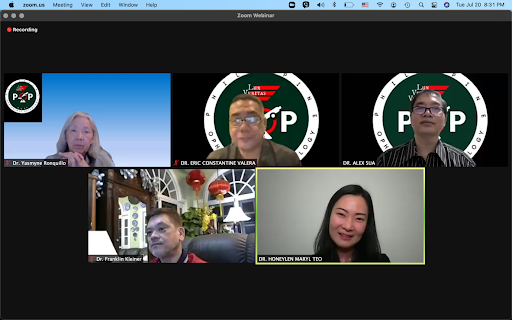 zoom.us Meeting View Edit Window Help
Tue Jul 20 8:31 PM
Zoom Webinar
Recording
Dr. Yasmyne Ronquillo
DR. ERIC CONSTANTINE VALERA
DR. ALEX SUA
Dr. Franklin Kleiner
DR. HONEYLEN MARYL TEO